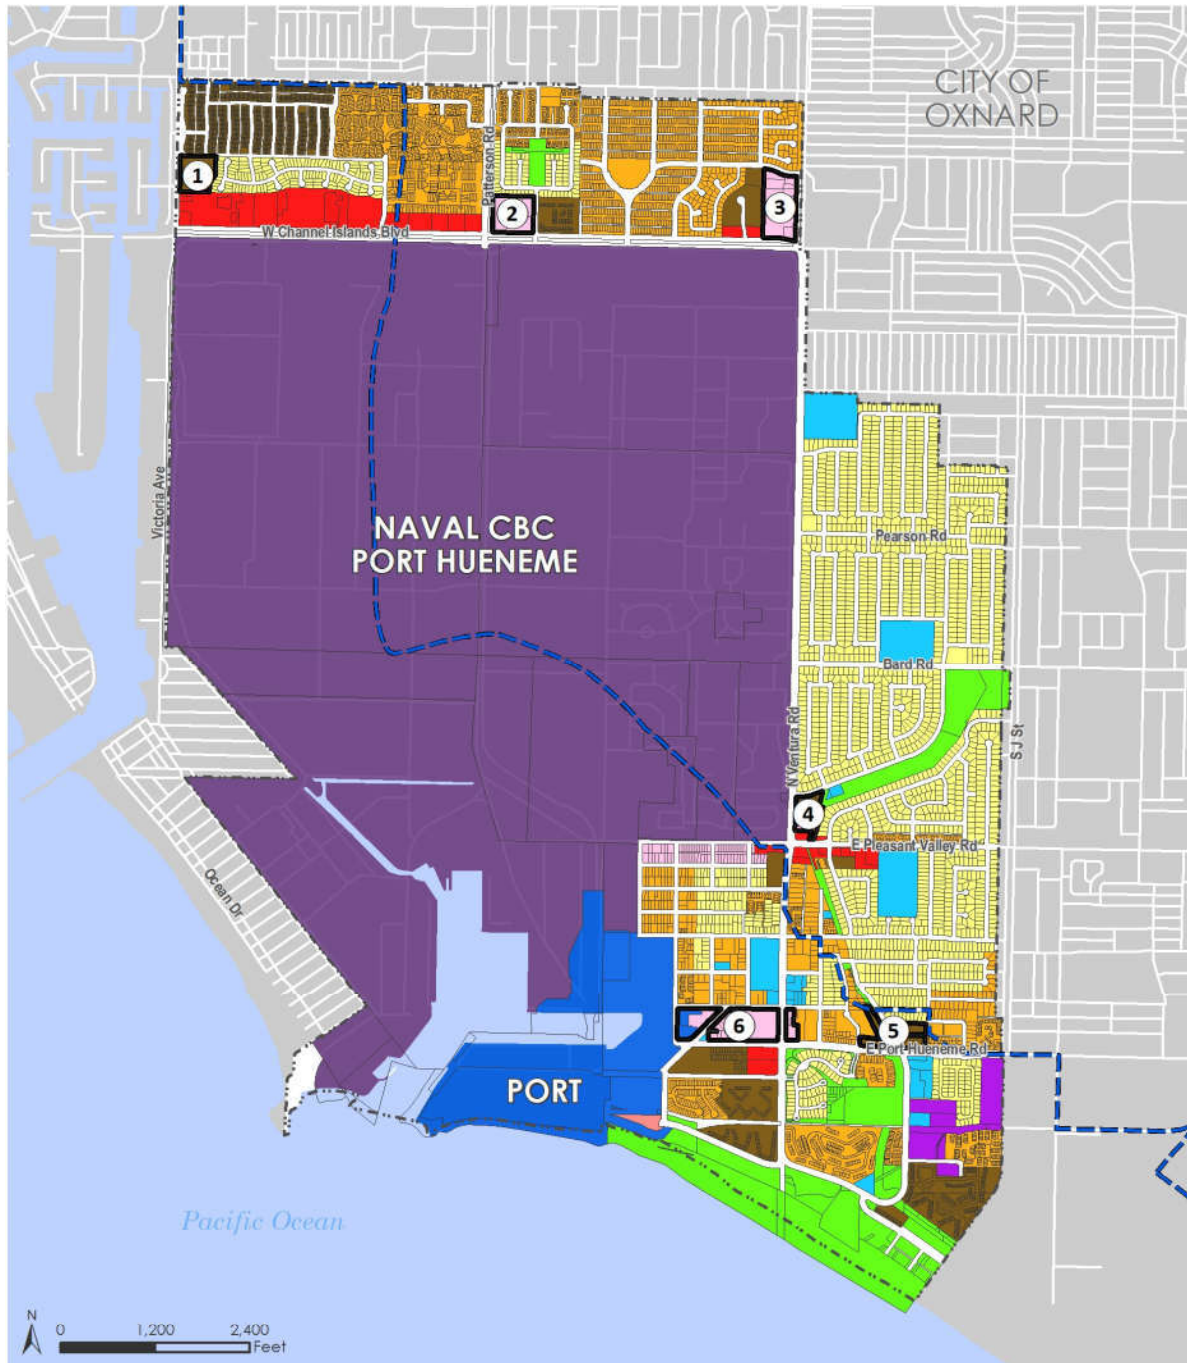 CITY OF
OXNARD
Patterson Rd
1
2
3
W Channel Islands Blvd
Victoria Ave
NAVAL CBC
PORT HUENEME
Pearson Rd
Bard Rd
N Ventura Rd
S J St
4
E Pleasant Valley Rd
Ocean Dr
6
5
E Port Hueneme Rd
PORT
Pacific Ocean
N
0 1,200 2,400
Feet